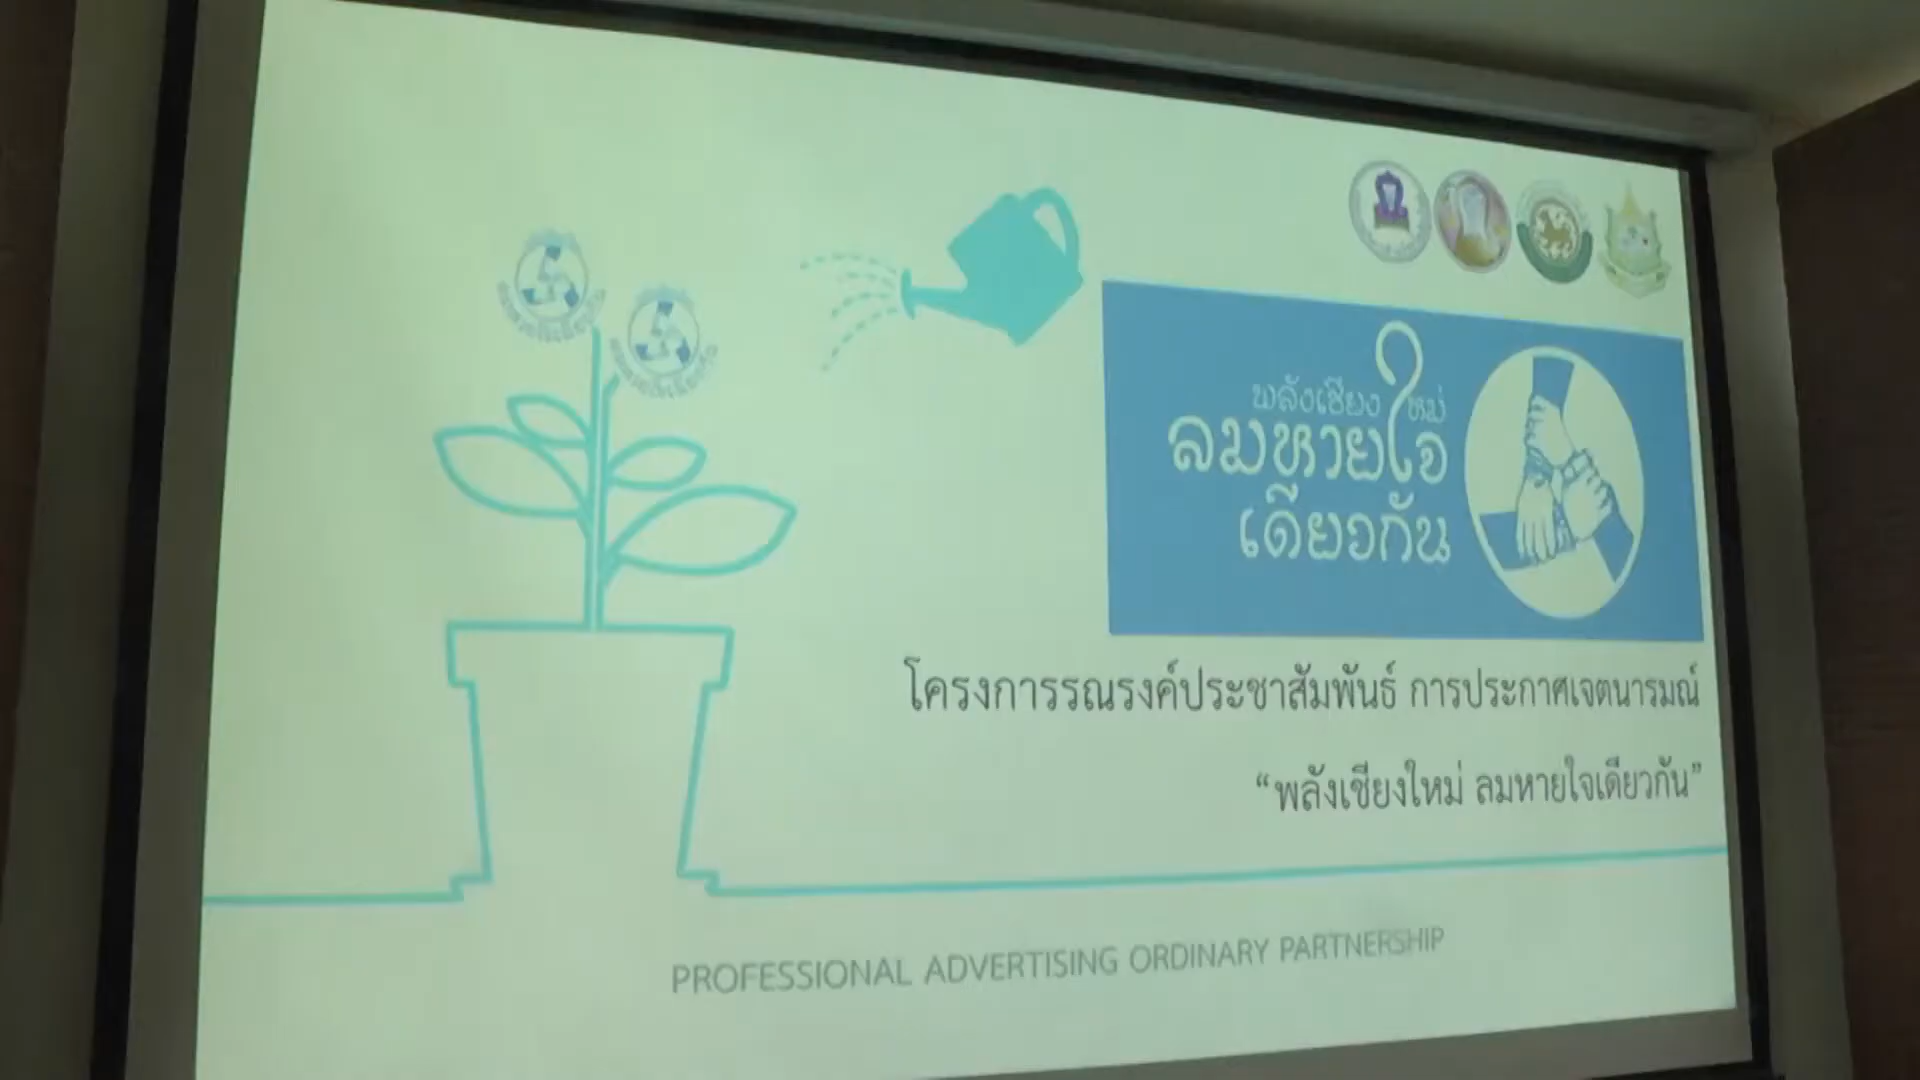 พลังเชียงใหม่
ลมหายใจ
เดียวกัน
โครงการรณรงค์ประชาสัมพันธ์ การประกาศเจตนารมณ์
“พลังเชียงใหม่ ลมหายใจเดียวกัน”
PROFESSIONAL ADVERTISING ORDINARY PARTNERSHIP